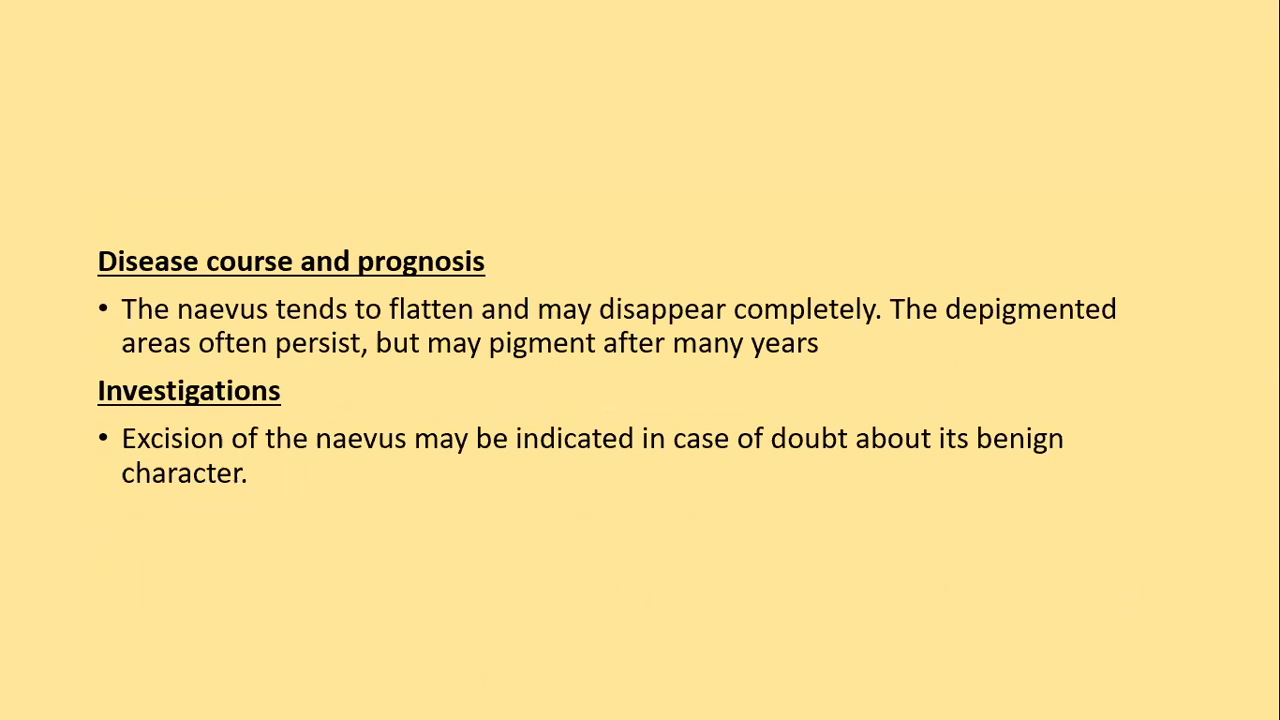 Disease course and prognosis
• The naevus tends to flatten and may disappear completely. The depigmented
areas often persist, but may pigment after many years
Investigations
• Excision of the naevus may be indicated in case of doubt about its benign
character.